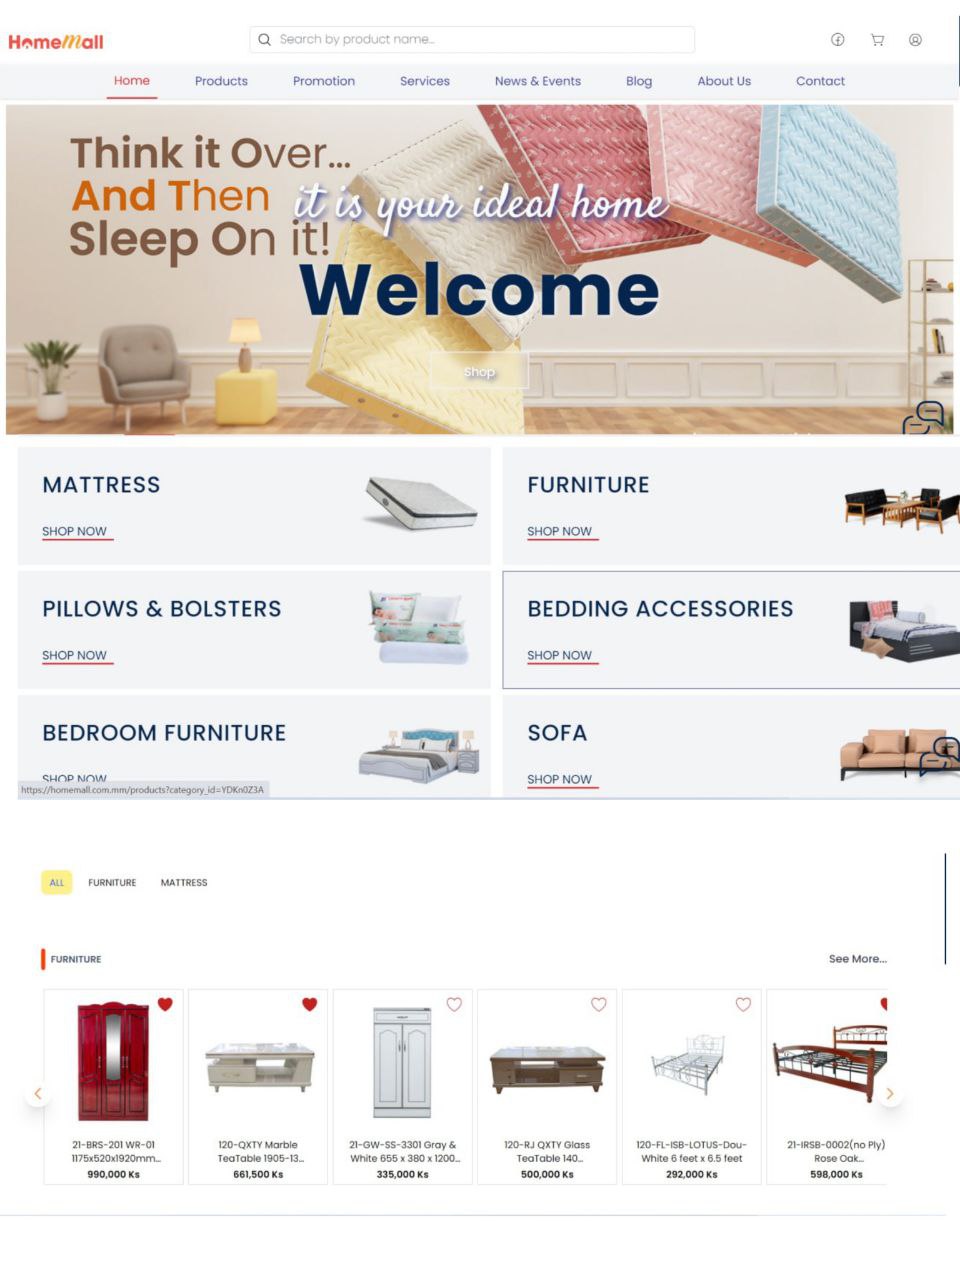 HomeMall
Search by product name...
Home Products Promotion Services News & Events Blog About Us Contact
Think it Over...
And Then
it is your ideal home
Sleep On it!
Welcome
Shop
MATTRESS
SHOP NOW
FURNITURE
SHOP NOW
PILLOWS & BOLSTERS
SHOP NOW
BEDDING ACCESSORIES
SHOP NOW
BEDROOM FURNITURE
SHOP NOW
SOFA
SHOP NOW
https://homemall.com.mm/products?category_id=YDKn0Z3A
ALL FURNITURE MATTRESS
FURNITURE
See More...
21-BRS-201 WR-01
1175x520x1920mm...
990,000 Ks
120-QXTY Marble
TeaTable 1905-13...
661,500 Ks
21-GW-SS-3301 Gray &
White 655 x 380 x 1200...
335,000 Ks
120-RJ QXTY Glass
TeaTable 140...
500,000 Ks
120-FL-ISB-LOTUS-Dou-
White 6 feet x 6.5 feet
292,000 Ks
21-IRSB-0002(no Ply)
Rose Oak...
598,000 Ks